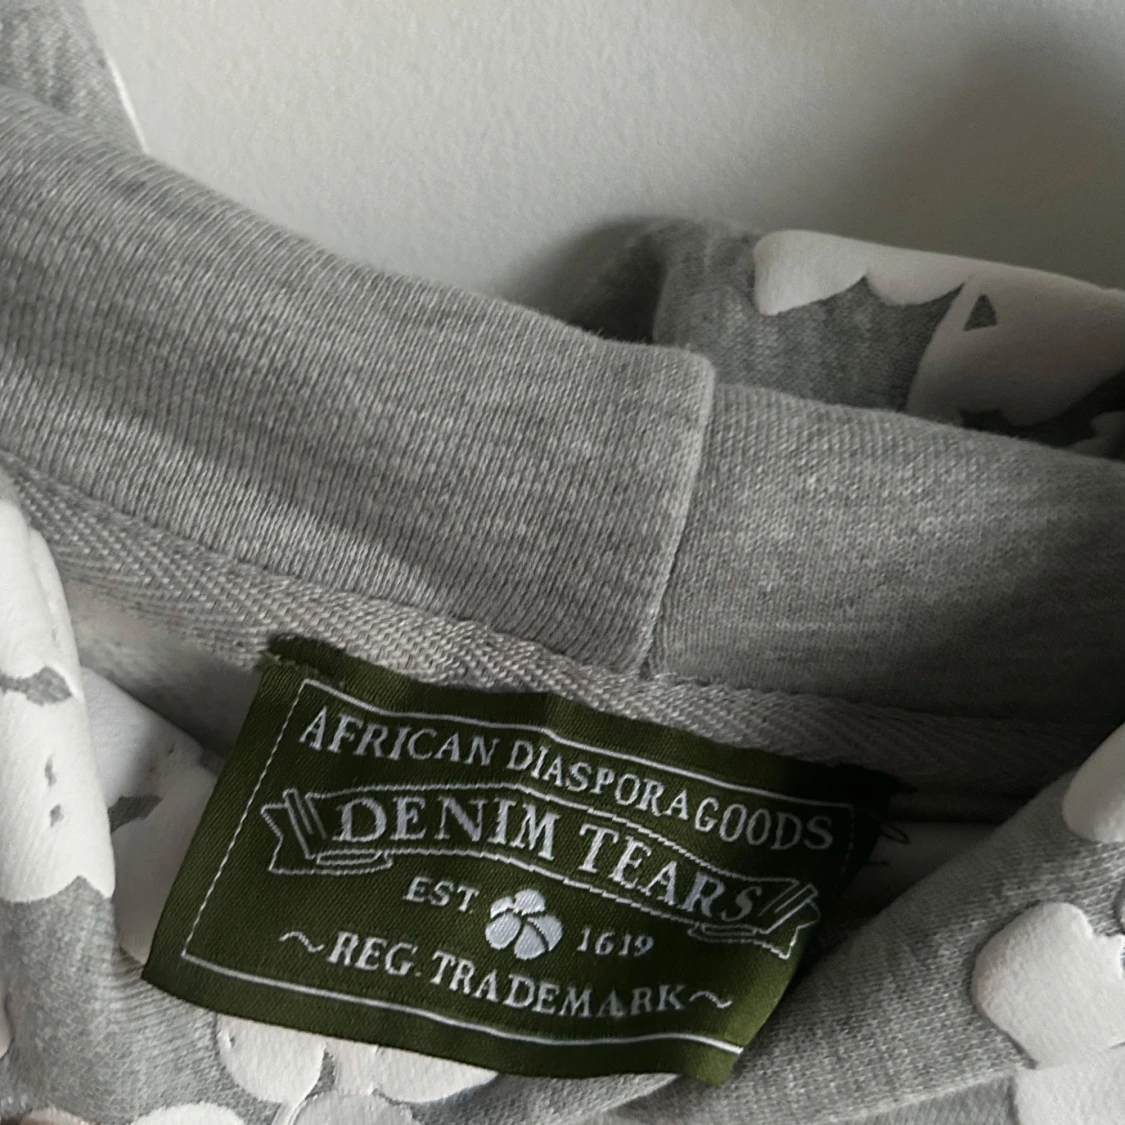 AFRICAN DIASPORA GOODS
DENIM TEARS
EST. 1619
~REG. TRADEMARK~